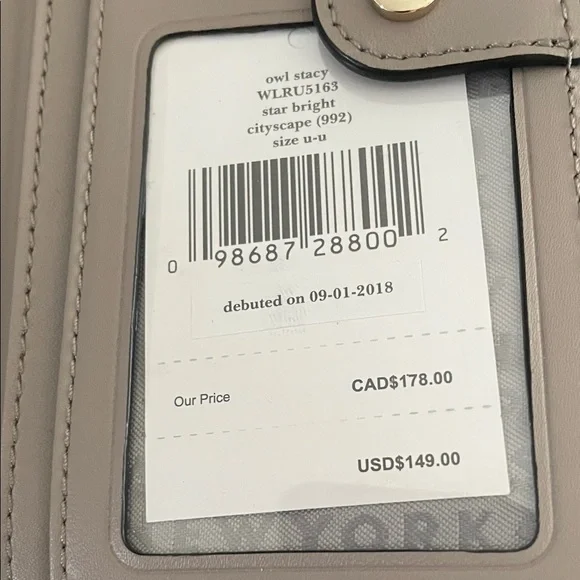 owl stacy
WLRU5163
star bright
cityscape (992)
size u-u
0 98687 28800 2
debuted on 09-01-2018
Our Price CAD$178.00
USD$149.00
YORK